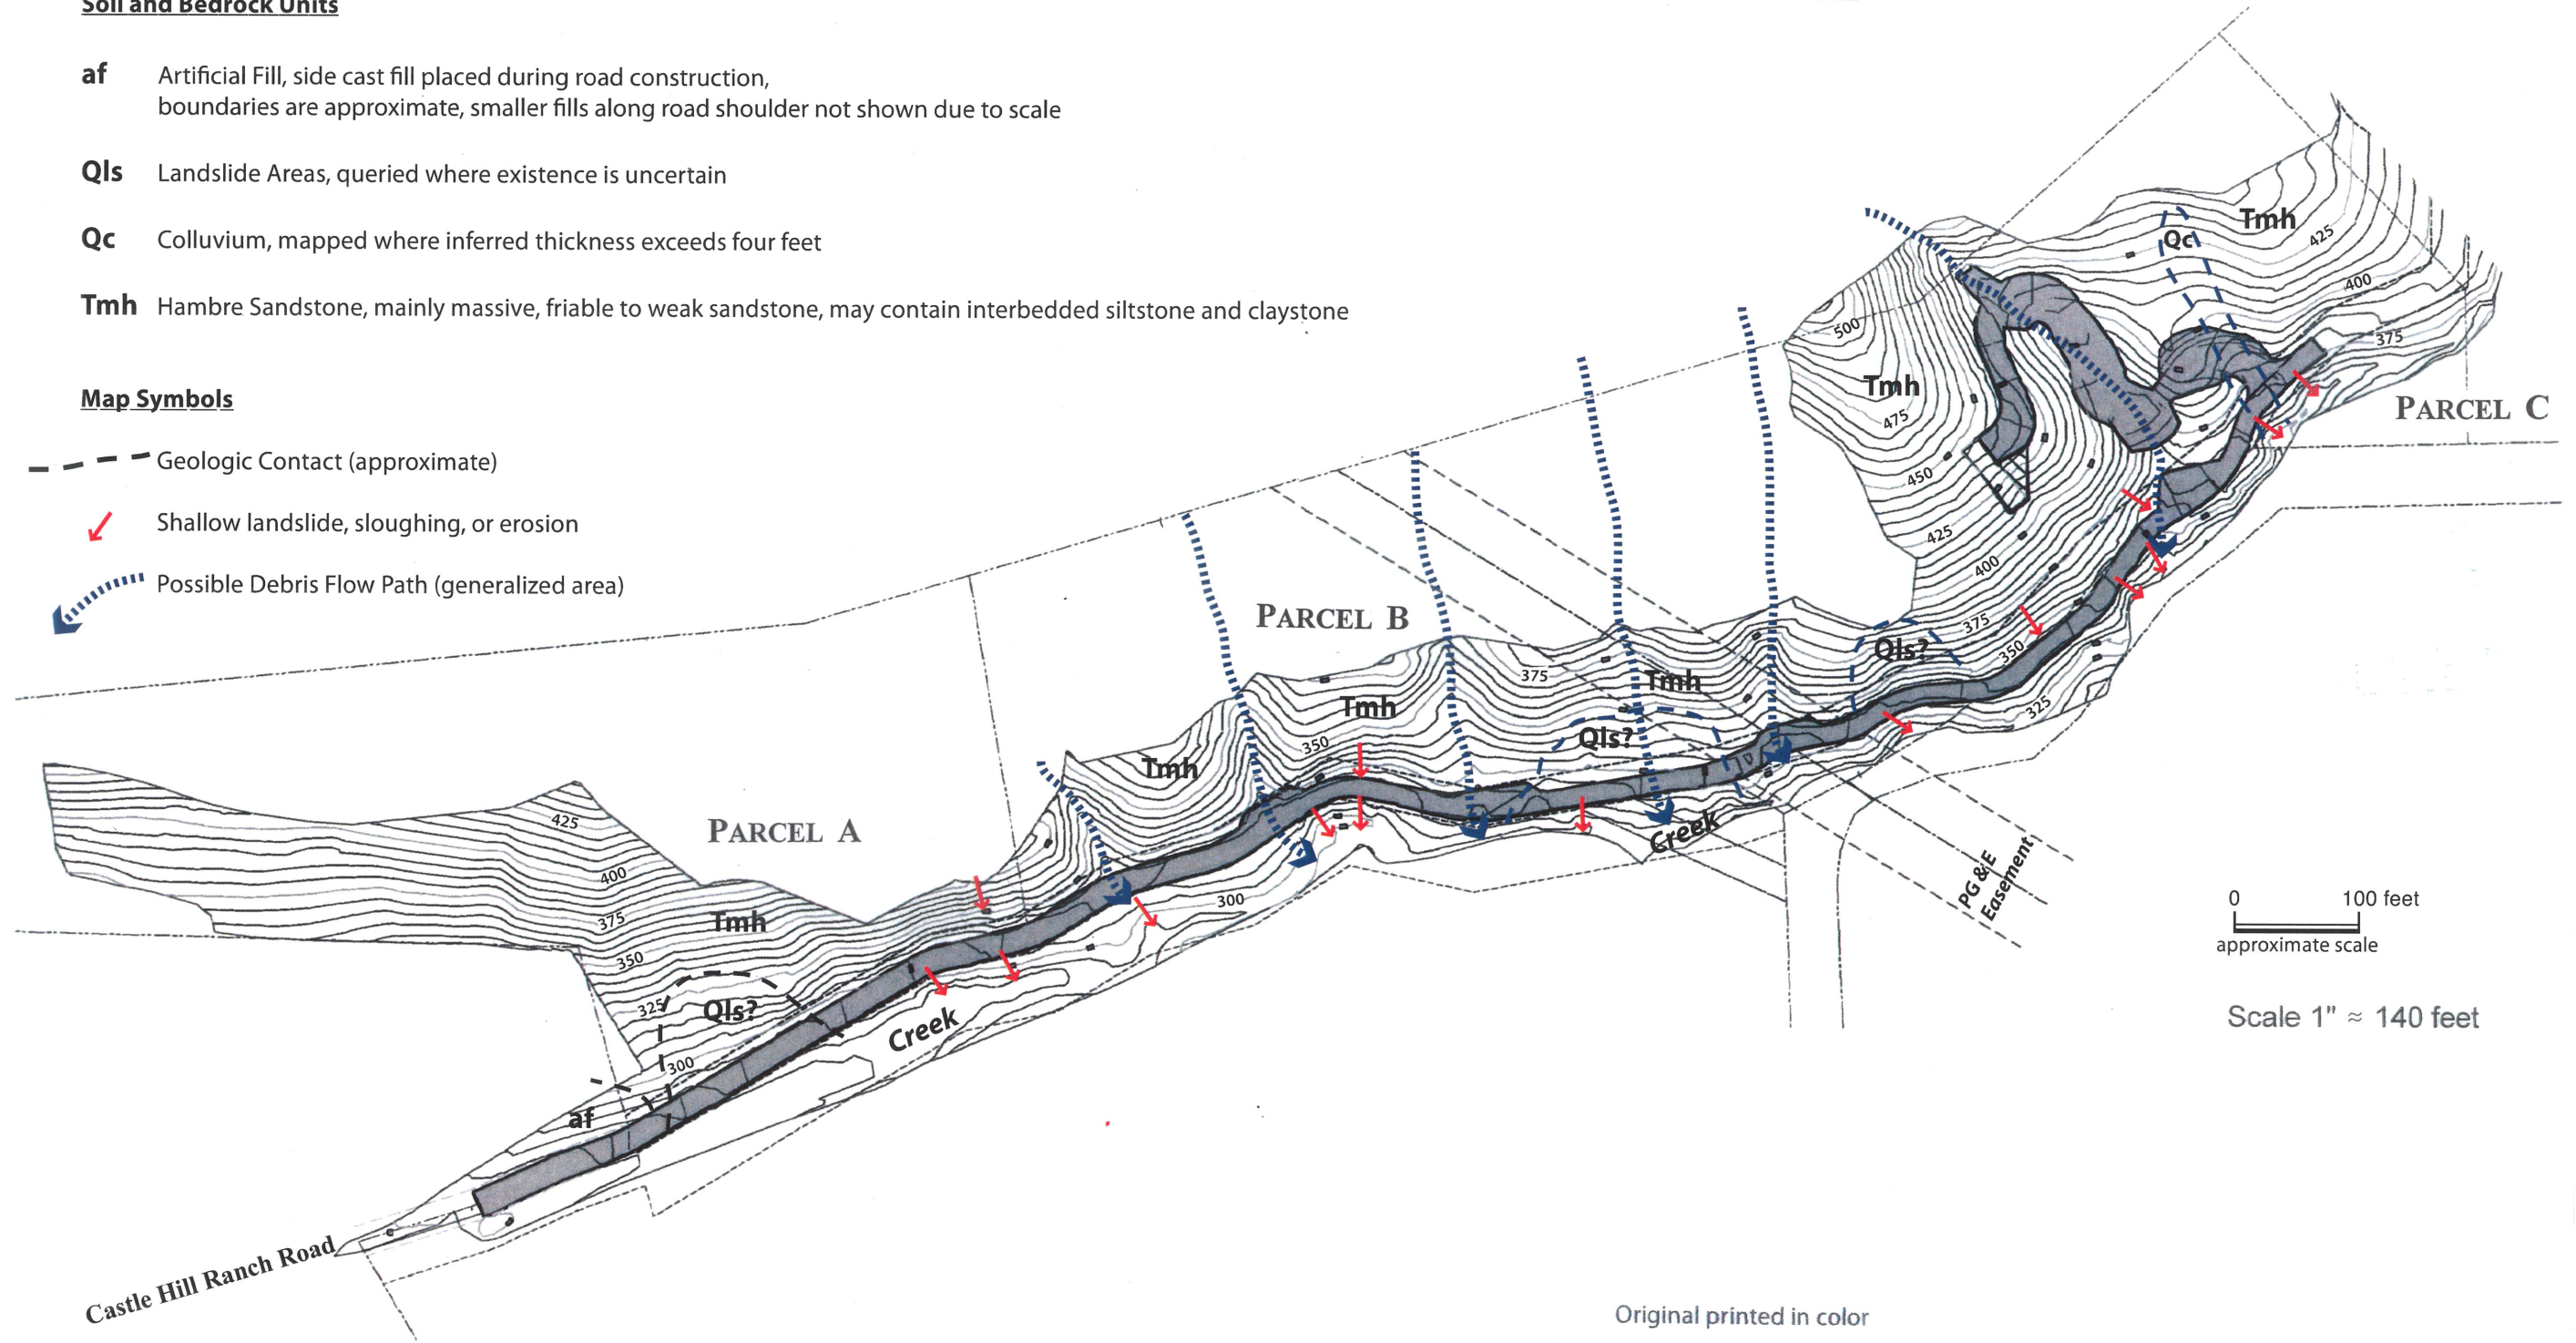 Soil and Bedrock Units
af Artificial Fill, side cast fill placed during road construction,
boundaries are approximate, smaller fills along road shoulder not shown due to scale
Qls Landslide Areas, queried where existence is uncertain
Qc Colluvium, mapped where inferred thickness exceeds four feet
Tmh Hambre Sandstone, mainly massive, friable to weak sandstone, may contain interbedded siltstone and claystone
Map Symbols
Geologic Contact (approximate)
Shallow landslide, sloughing, or erosion
Possible Debris Flow Path (generalized area)
Tmh
Qc
425
400
500
375
Tmh
PARCEL C
475
450
425
400
PARCEL B
375
Qls?
350
375
Tmh
Tmh
325
Qls?
350
Tmh
425
PARCEL A
Creek
400
PG & E
Easement
300
375
Tmh
0 100 feet
approximate scale
350
325
Qls?
Creek
Scale 1" ≈ 140 feet
300
af
Castle Hill Ranch Road
Original printed in color